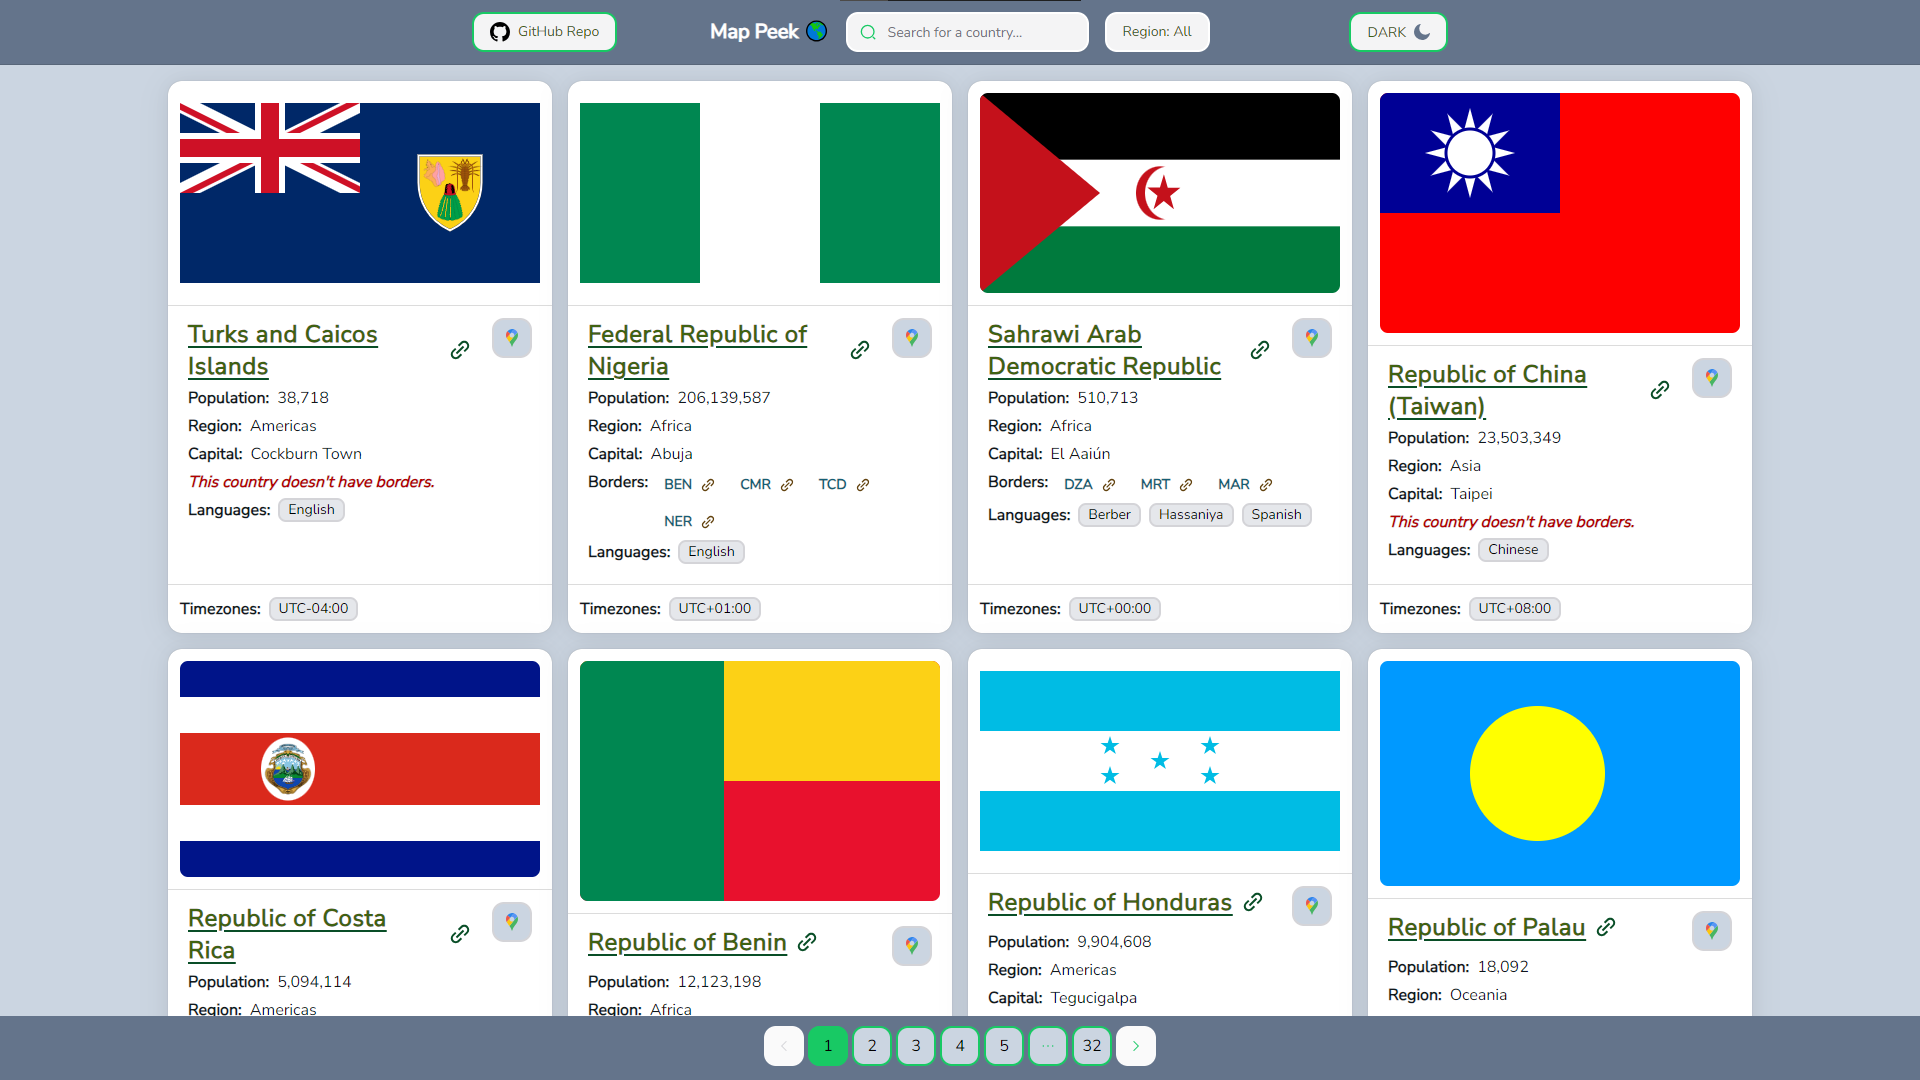 GitHub Repo
Map Peek
Search for a country...
Region: All
DARK
Turks and Caicos
Islands
Population: 38,718
Region: Americas
Capital: Cockburn Town
This country doesn't have borders.
Languages: English
Timezones: UTC-04:00
Federal Republic of
Nigeria
Population: 206,139,587
Region: Africa
Capital: Abuja
Borders: BEN CMR TCD
NER
Languages: English
Timezones: UTC+01:00
Sahrawi Arab
Democratic Republic
Population: 510,713
Region: Africa
Capital: El Aaiún
Borders: DZA MRT MAR
Languages: Berber Hassaniya Spanish
Timezones: UTC+00:00
Republic of China
(Taiwan)
Population: 23,503,349
Region: Asia
Capital: Taipei
This country doesn't have borders.
Languages: Chinese
Timezones: UTC+08:00
Republic of Costa
Rica
Population: 5,094,114
Region: Americas
Republic of Benin
Population: 12,123,198
Region: Africa
Republic of Honduras
Population: 9,904,608
Region: Americas
Capital: Tegucigalpa
Republic of Palau
Population: 18,092
Region: Oceania
1 2 3 4 5 ··· 32